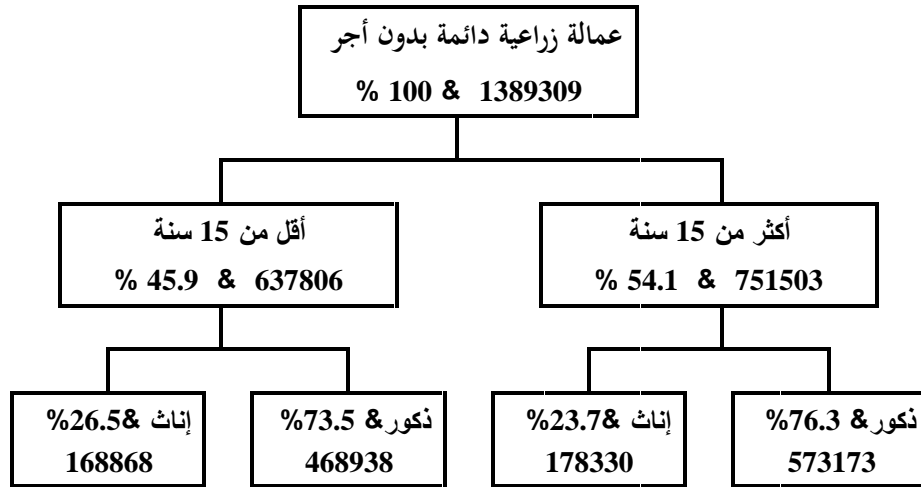 عمالة زراعية دائمة بدون أجر
1389309 & 100 %
أكثر من 15 سنة
751503 & 54.1 %
أقل من 15 سنة
637806 & 45.9 %
ذكور & 76.3%
573173
إناث & 23.7%
178330
ذكور & 73.5%
468938
إناث & 26.5%
168868